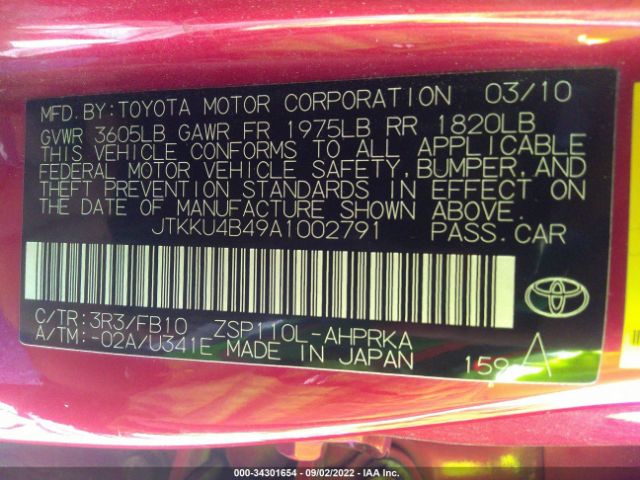 MFD. BY: TOYOTA MOTOR CORPORATION 03/10
GVWR 3605LB GAWR FR 1975LB RR 1820LB
THIS VEHICLE CONFORMS TO ALL APPLICABLE
FEDERAL MOTOR VEHICLE SAFETY, BUMPER, AND
THEFT PREVENTION STANDARDS IN EFFECT ON
THE DATE OF MANUFACTURE SHOWN ABOVE.
JTKKU4B49A1002791 PASS. CAR
C/TR: 3R3/FB10 ZSP110L-AHPRKA
A/TM: -02A/U341E MADE IN JAPAN 159 A
000-34301654 - 09/02/2022 - IAA Inc.